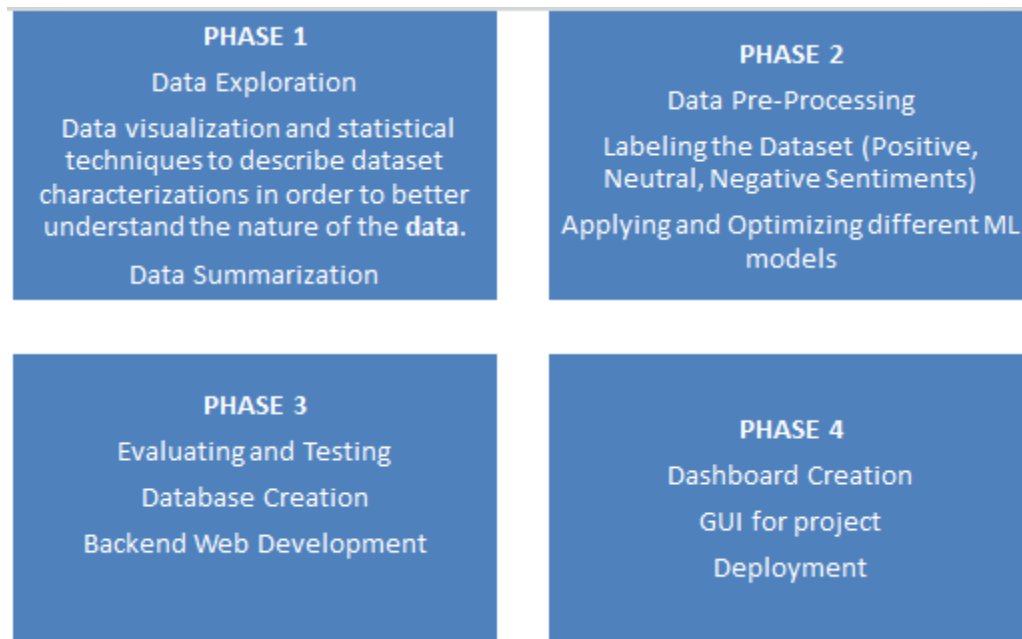 PHASE 1
Data Exploration
Data visualization and statistical
techniques to describe dataset
characterizations in order to better
understand the nature of the data.
Data Summarization
PHASE 2
Data Pre-Processing
Labeling the Dataset (Positive,
Neutral, Negative Sentiments)
Applying and Optimizing different ML
models
PHASE 3
Evaluating and Testing
Database Creation
Backend Web Development
PHASE 4
Dashboard Creation
GUI for project
Deployment